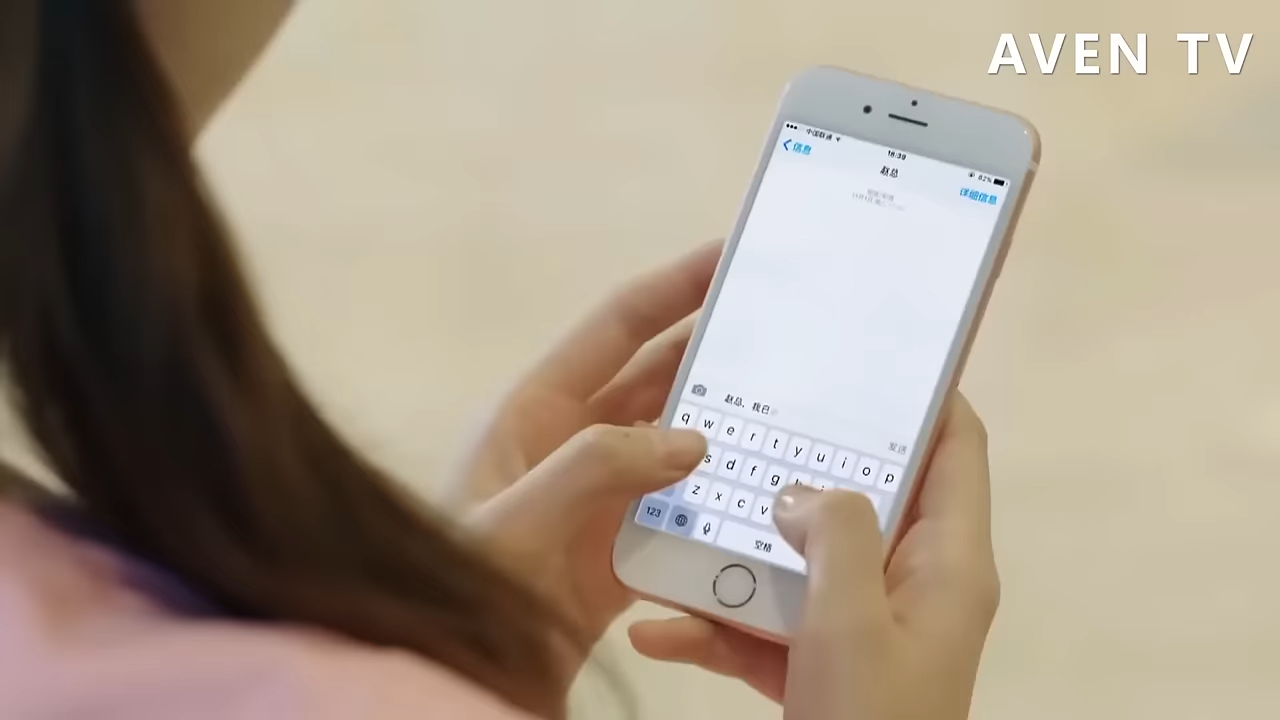 AVEN TV
中国联通
18:39
82%
信息
赵总
详细信息
赵总，我已
发送
q w e r t y u i o p
s d f g
z x c v
123
空格